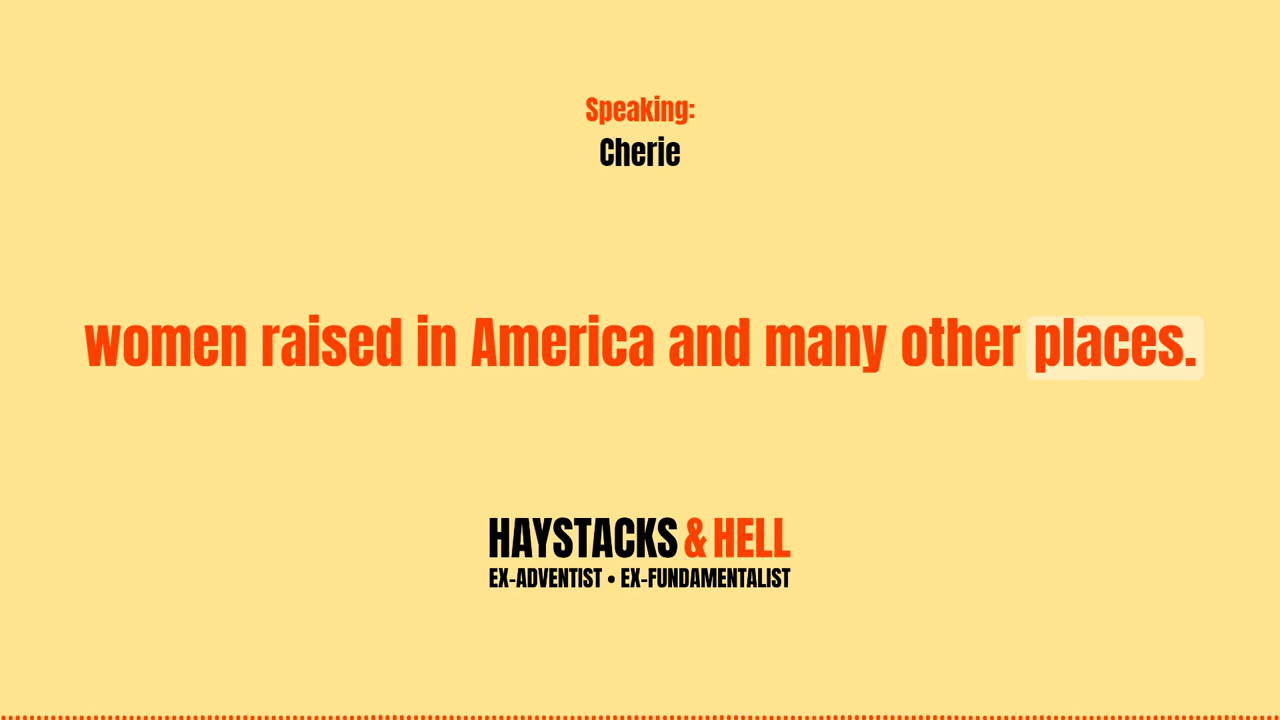 Speaking:
Cherie
women raised in America and many other places.
HAYSTACKS & HELL
EX-ADVENTIST • EX-FUNDAMENTALIST